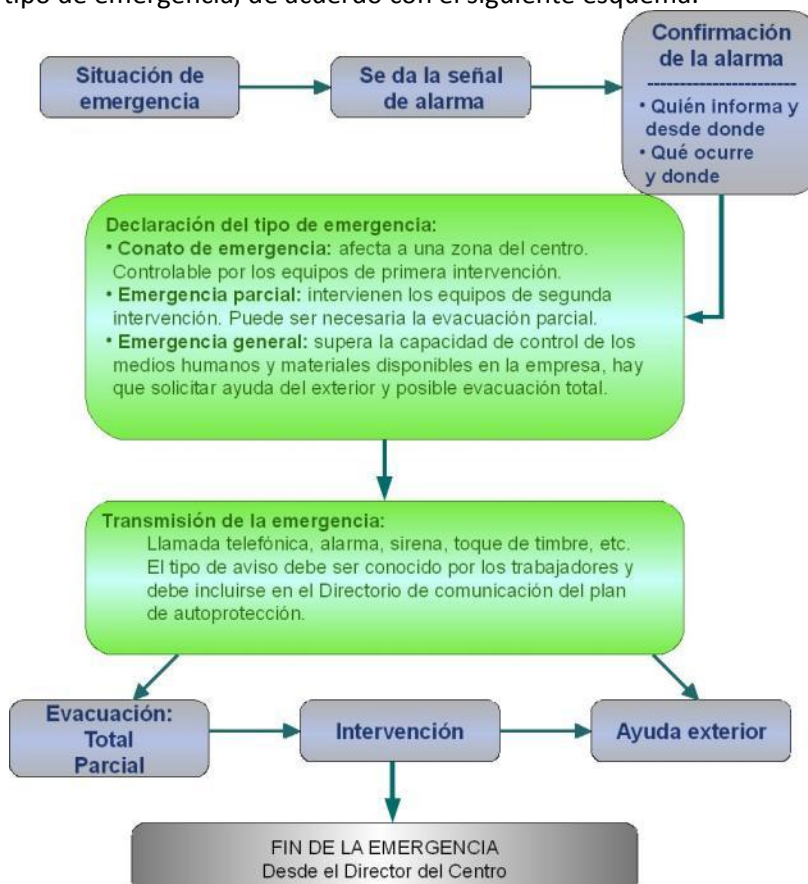 tipo de emergencia, de acuerdo con el siguiente esquema:
Situación de
emergencia
Se da la señal
de alarma
Confirmación
de la alarma
-----------------------
• Quién informa y
desde donde
• Qué ocurre
y donde
Declaración del tipo de emergencia:
• Conato de emergencia: afecta a una zona del centro.
Controlable por los equipos de primera intervención.
• Emergencia parcial: intervienen los equipos de segunda
intervención. Puede ser necesaria la evacuación parcial.
• Emergencia general: supera la capacidad de control de los
medios humanos y materiales disponibles en la empresa, hay
que solicitar ayuda del exterior y posible evacuación total.
Transmisión de la emergencia:
Llamada telefónica, alarma, sirena, toque de timbre, etc.
El tipo de aviso debe ser conocido por los trabajadores y
debe incluirse en el Directorio de comunicación del plan
de autoprotección.
Evacuación:
Total
Parcial
Intervención
Ayuda exterior
FIN DE LA EMERGENCIA
Desde el Director del Centro